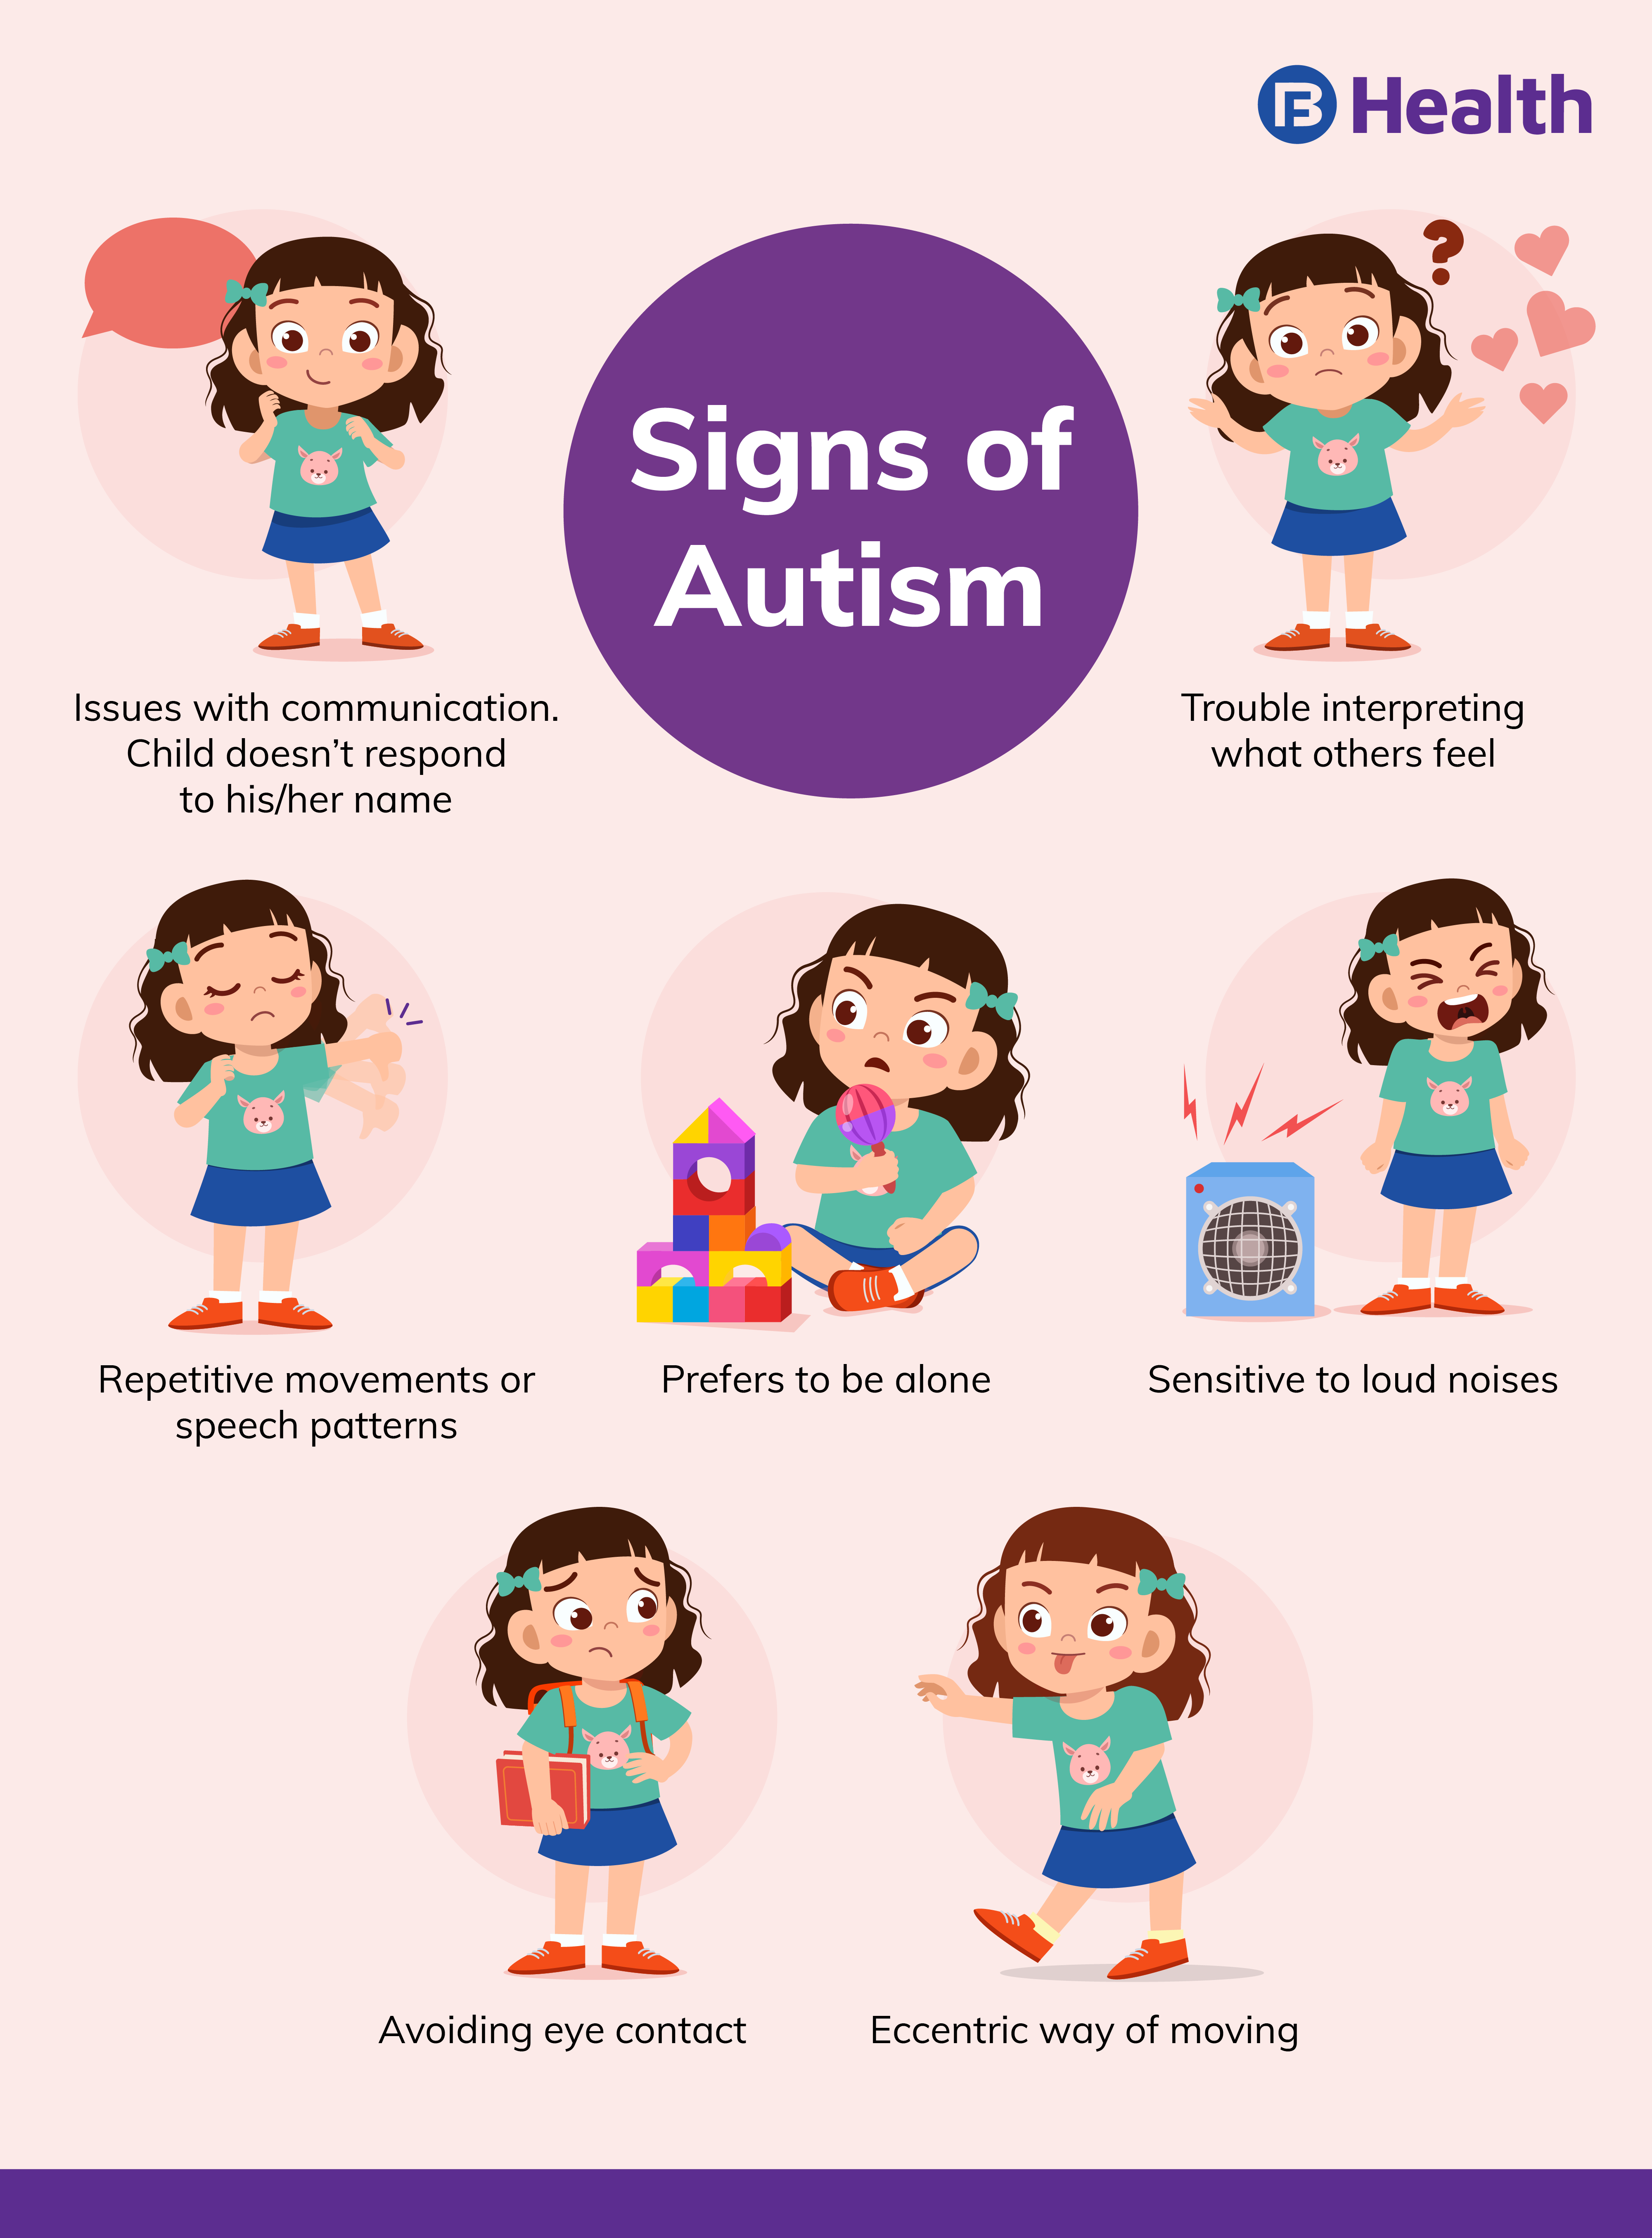 Health
Signs of
Autism
Issues with communication.
Child doesn’t respond
to his/her name
Trouble interpreting
what others feel
Repetitive movements or
speech patterns
Prefers to be alone
Sensitive to loud noises
Avoiding eye contact
Eccentric way of moving